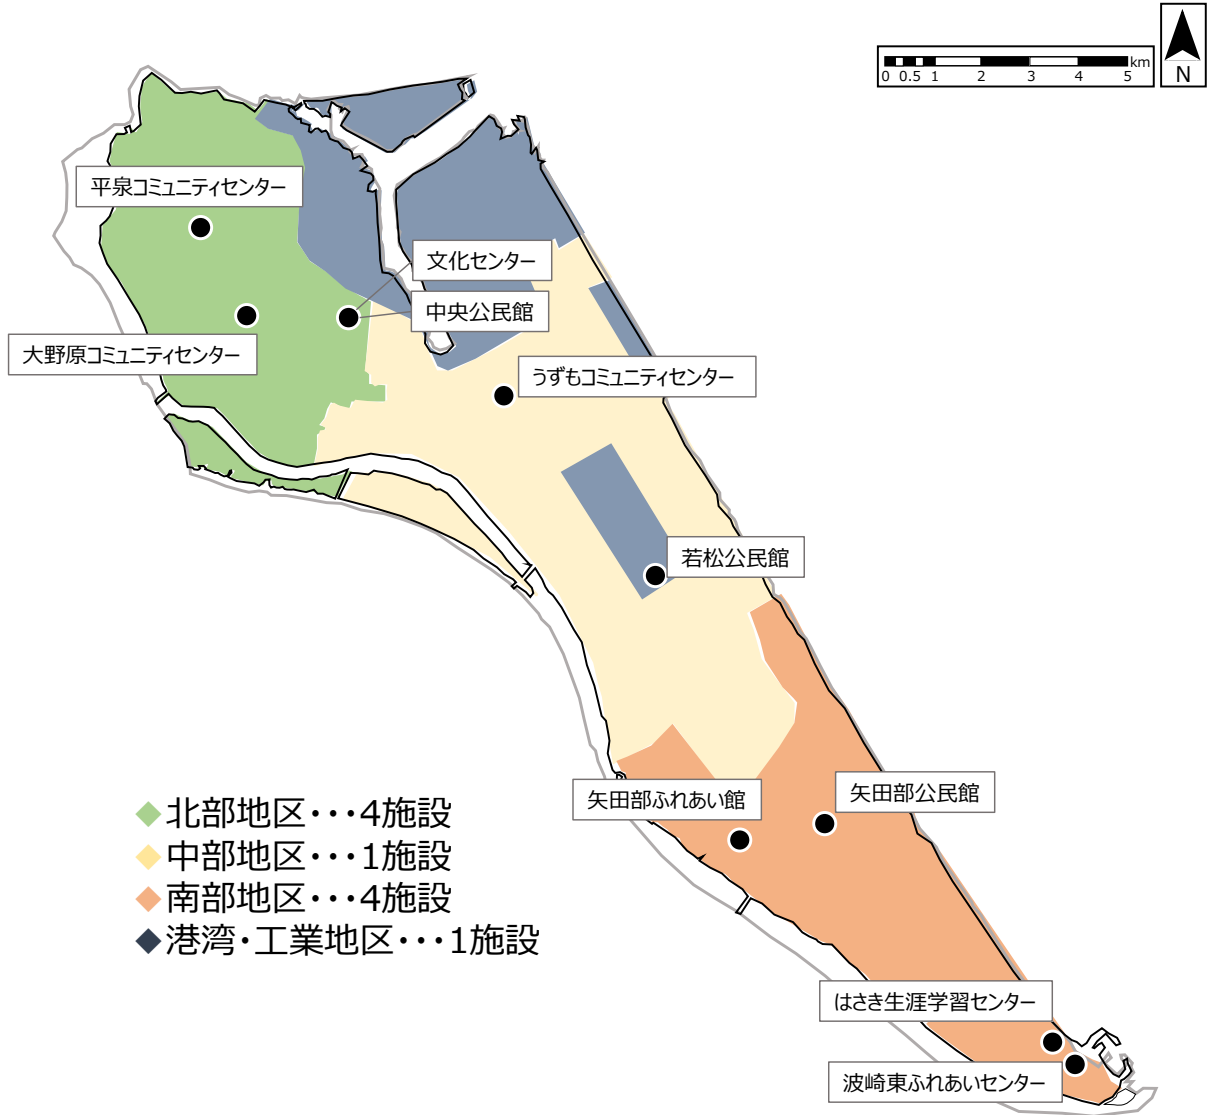 km
0 0.5 1 2 3 4 5
N
平泉コミュニティセンター
文化センター
中央公民館
大野原コミュニティセンター
うずもコミュニティセンター
若松公民館
矢田部ふれあい館
矢田部公民館
◆北部地区・・・4施設
◆中部地区・・・1施設
◆南部地区・・・4施設
◆港湾・工業地区・・・1施設
はさき生涯学習センター
波崎東ふれあいセンター